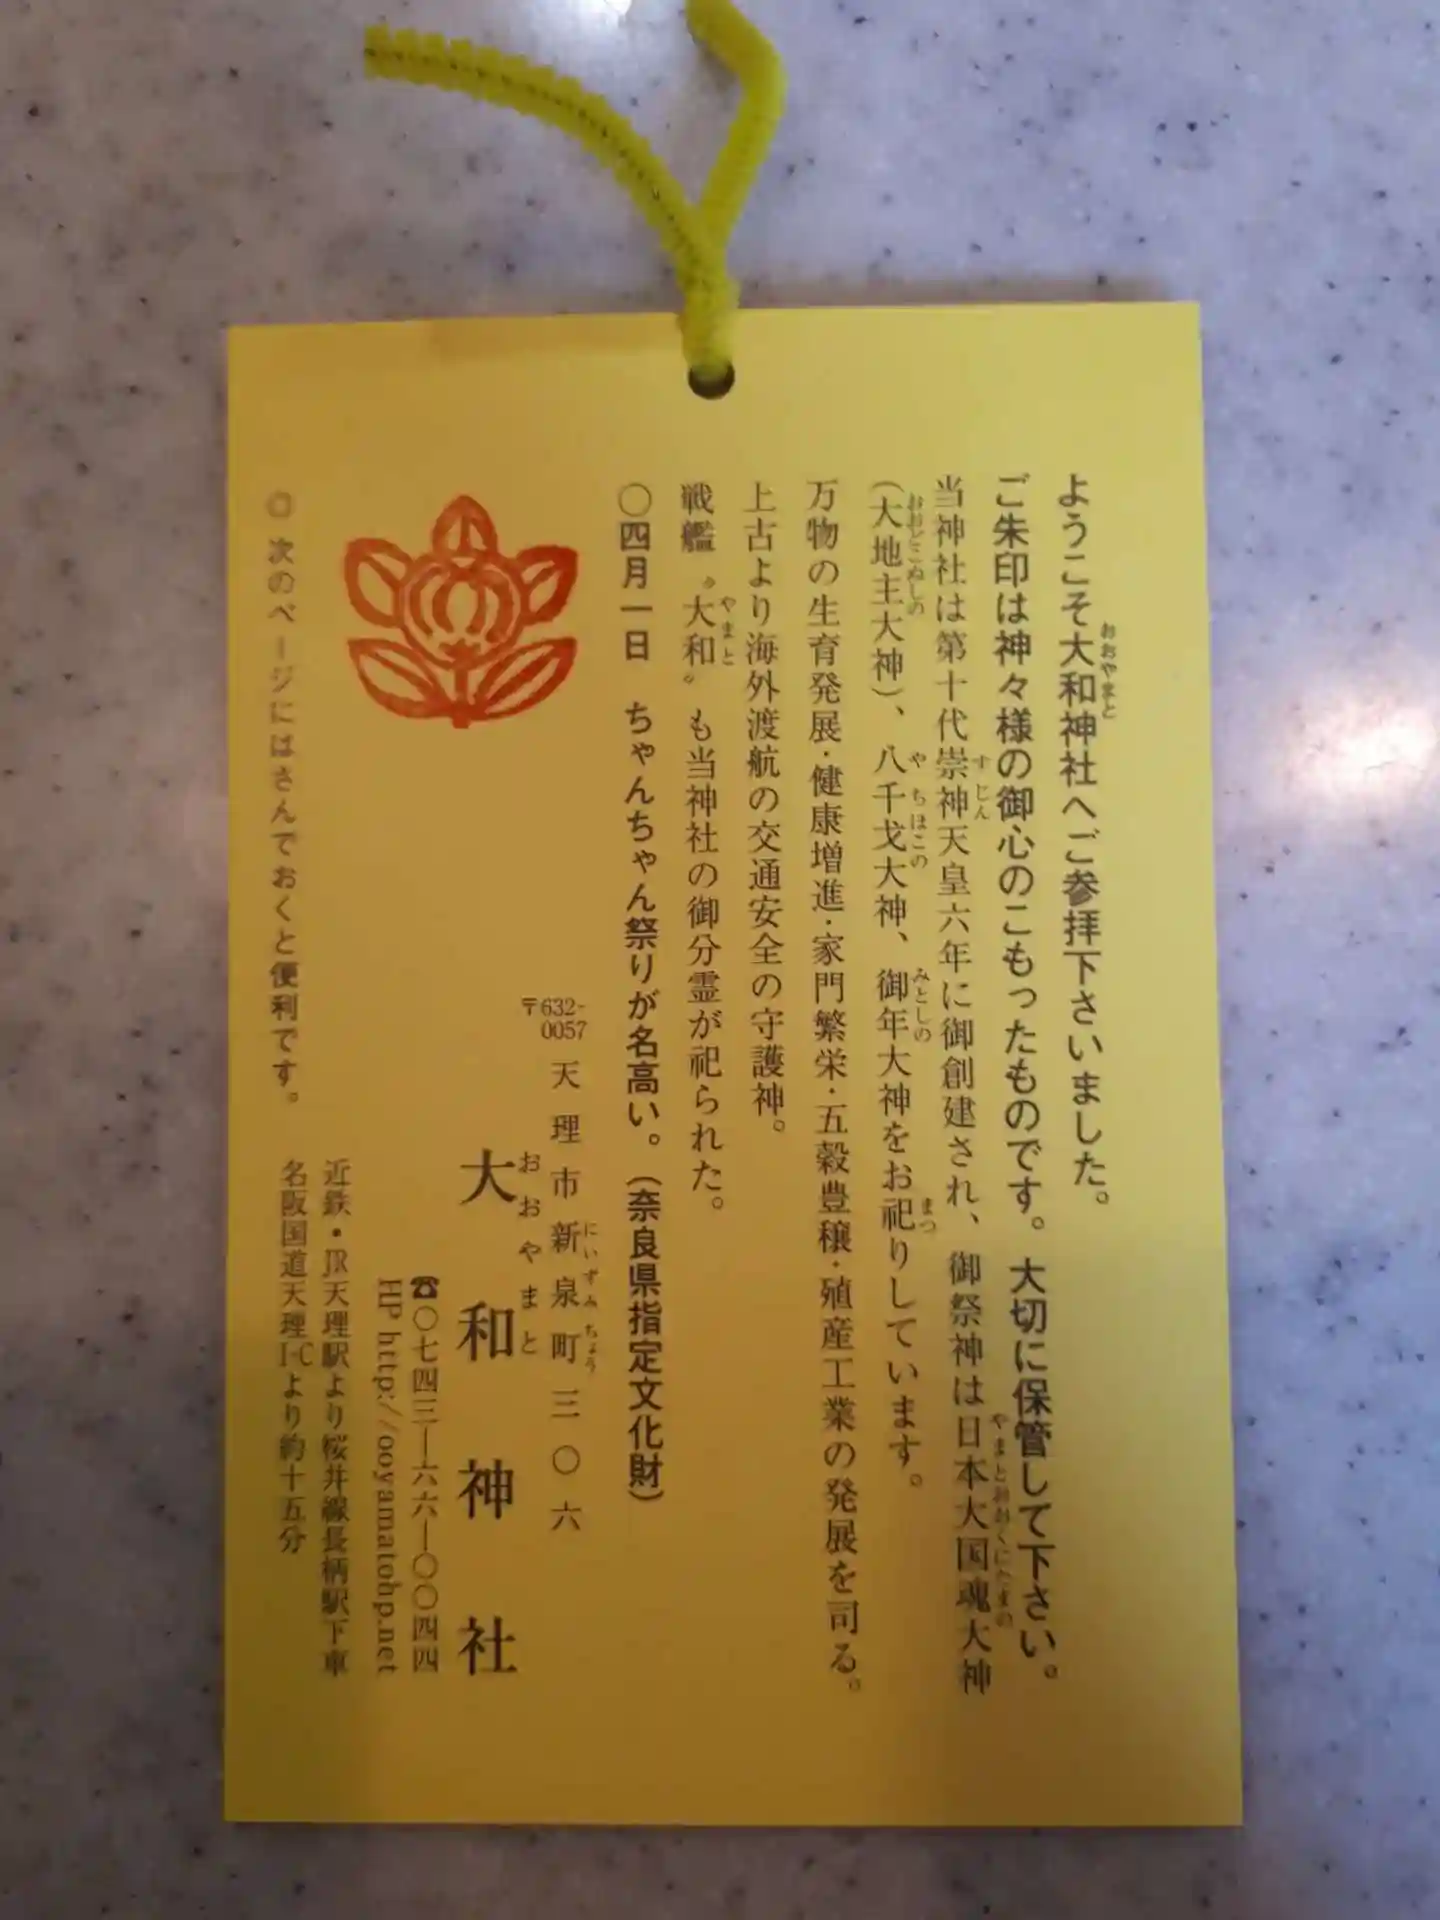 ようこそ大和神社へご参拝下さいました。
ご朱印は神々様の御心のこもったものです。大切に保管して下さい。
当神社は第十代崇神天皇六年に御創建され、御祭神は日本大国魂大神
(大地主大神)、八千戈大神、御年大神をお祀りしています。
万物の生育発展・健康増進・家門繁栄・五穀豊穣・殖産工業の発展を司る。
上古より海外渡航の交通安全の守護神。
戦艦〝大和〟も当神社の御分霊が祀られた。
〇四月一日 ちゃんちゃん祭りが名高い。(奈良県指定文化財)
〒632-0057 天理市新泉町三〇六
大和神社
☎〇七四三―六六―〇〇四四
HP http://ooyamatohp.net
近鉄・JR天理駅より桜井線長柄駅下車
名阪国道天理I・Cより約十五分
◎次のページにはさんでおくと便利です。